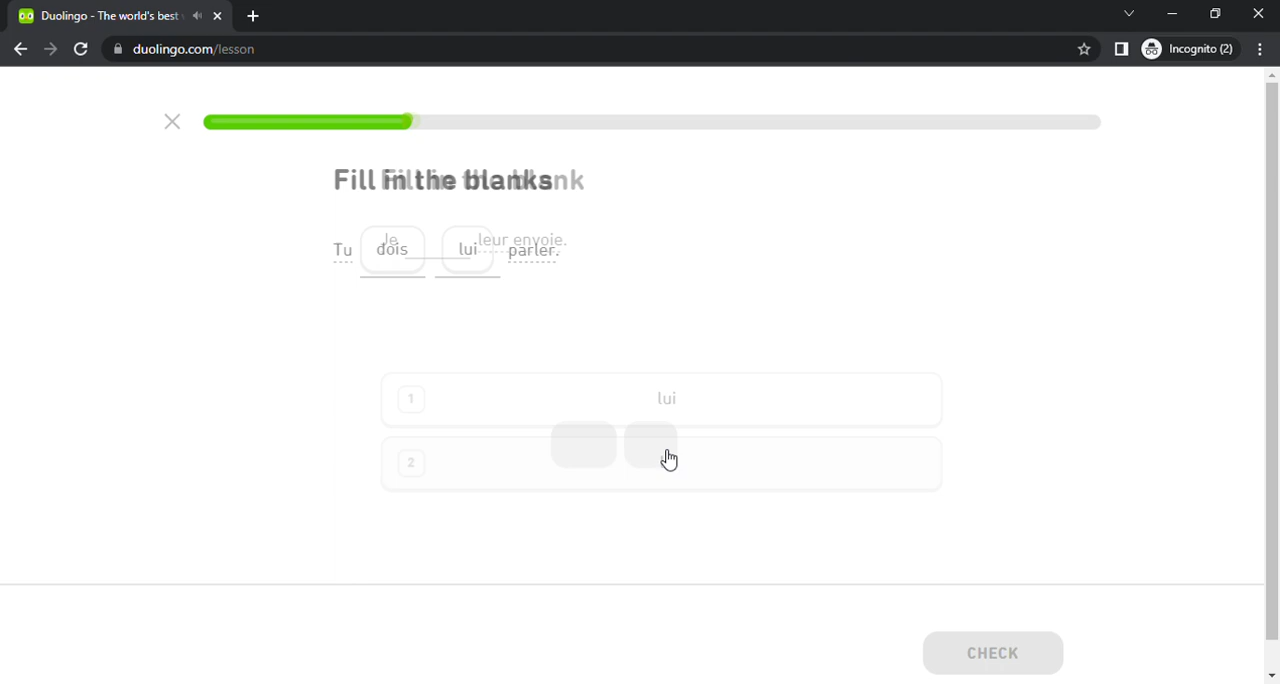 Duolingo - The world's best
duolingo.com/lesson
Incognito (2)
Fill in the blanks
Fill in the blank
Tu dois lui parler.
Je leur envoie.
1 lui
2
CHECK